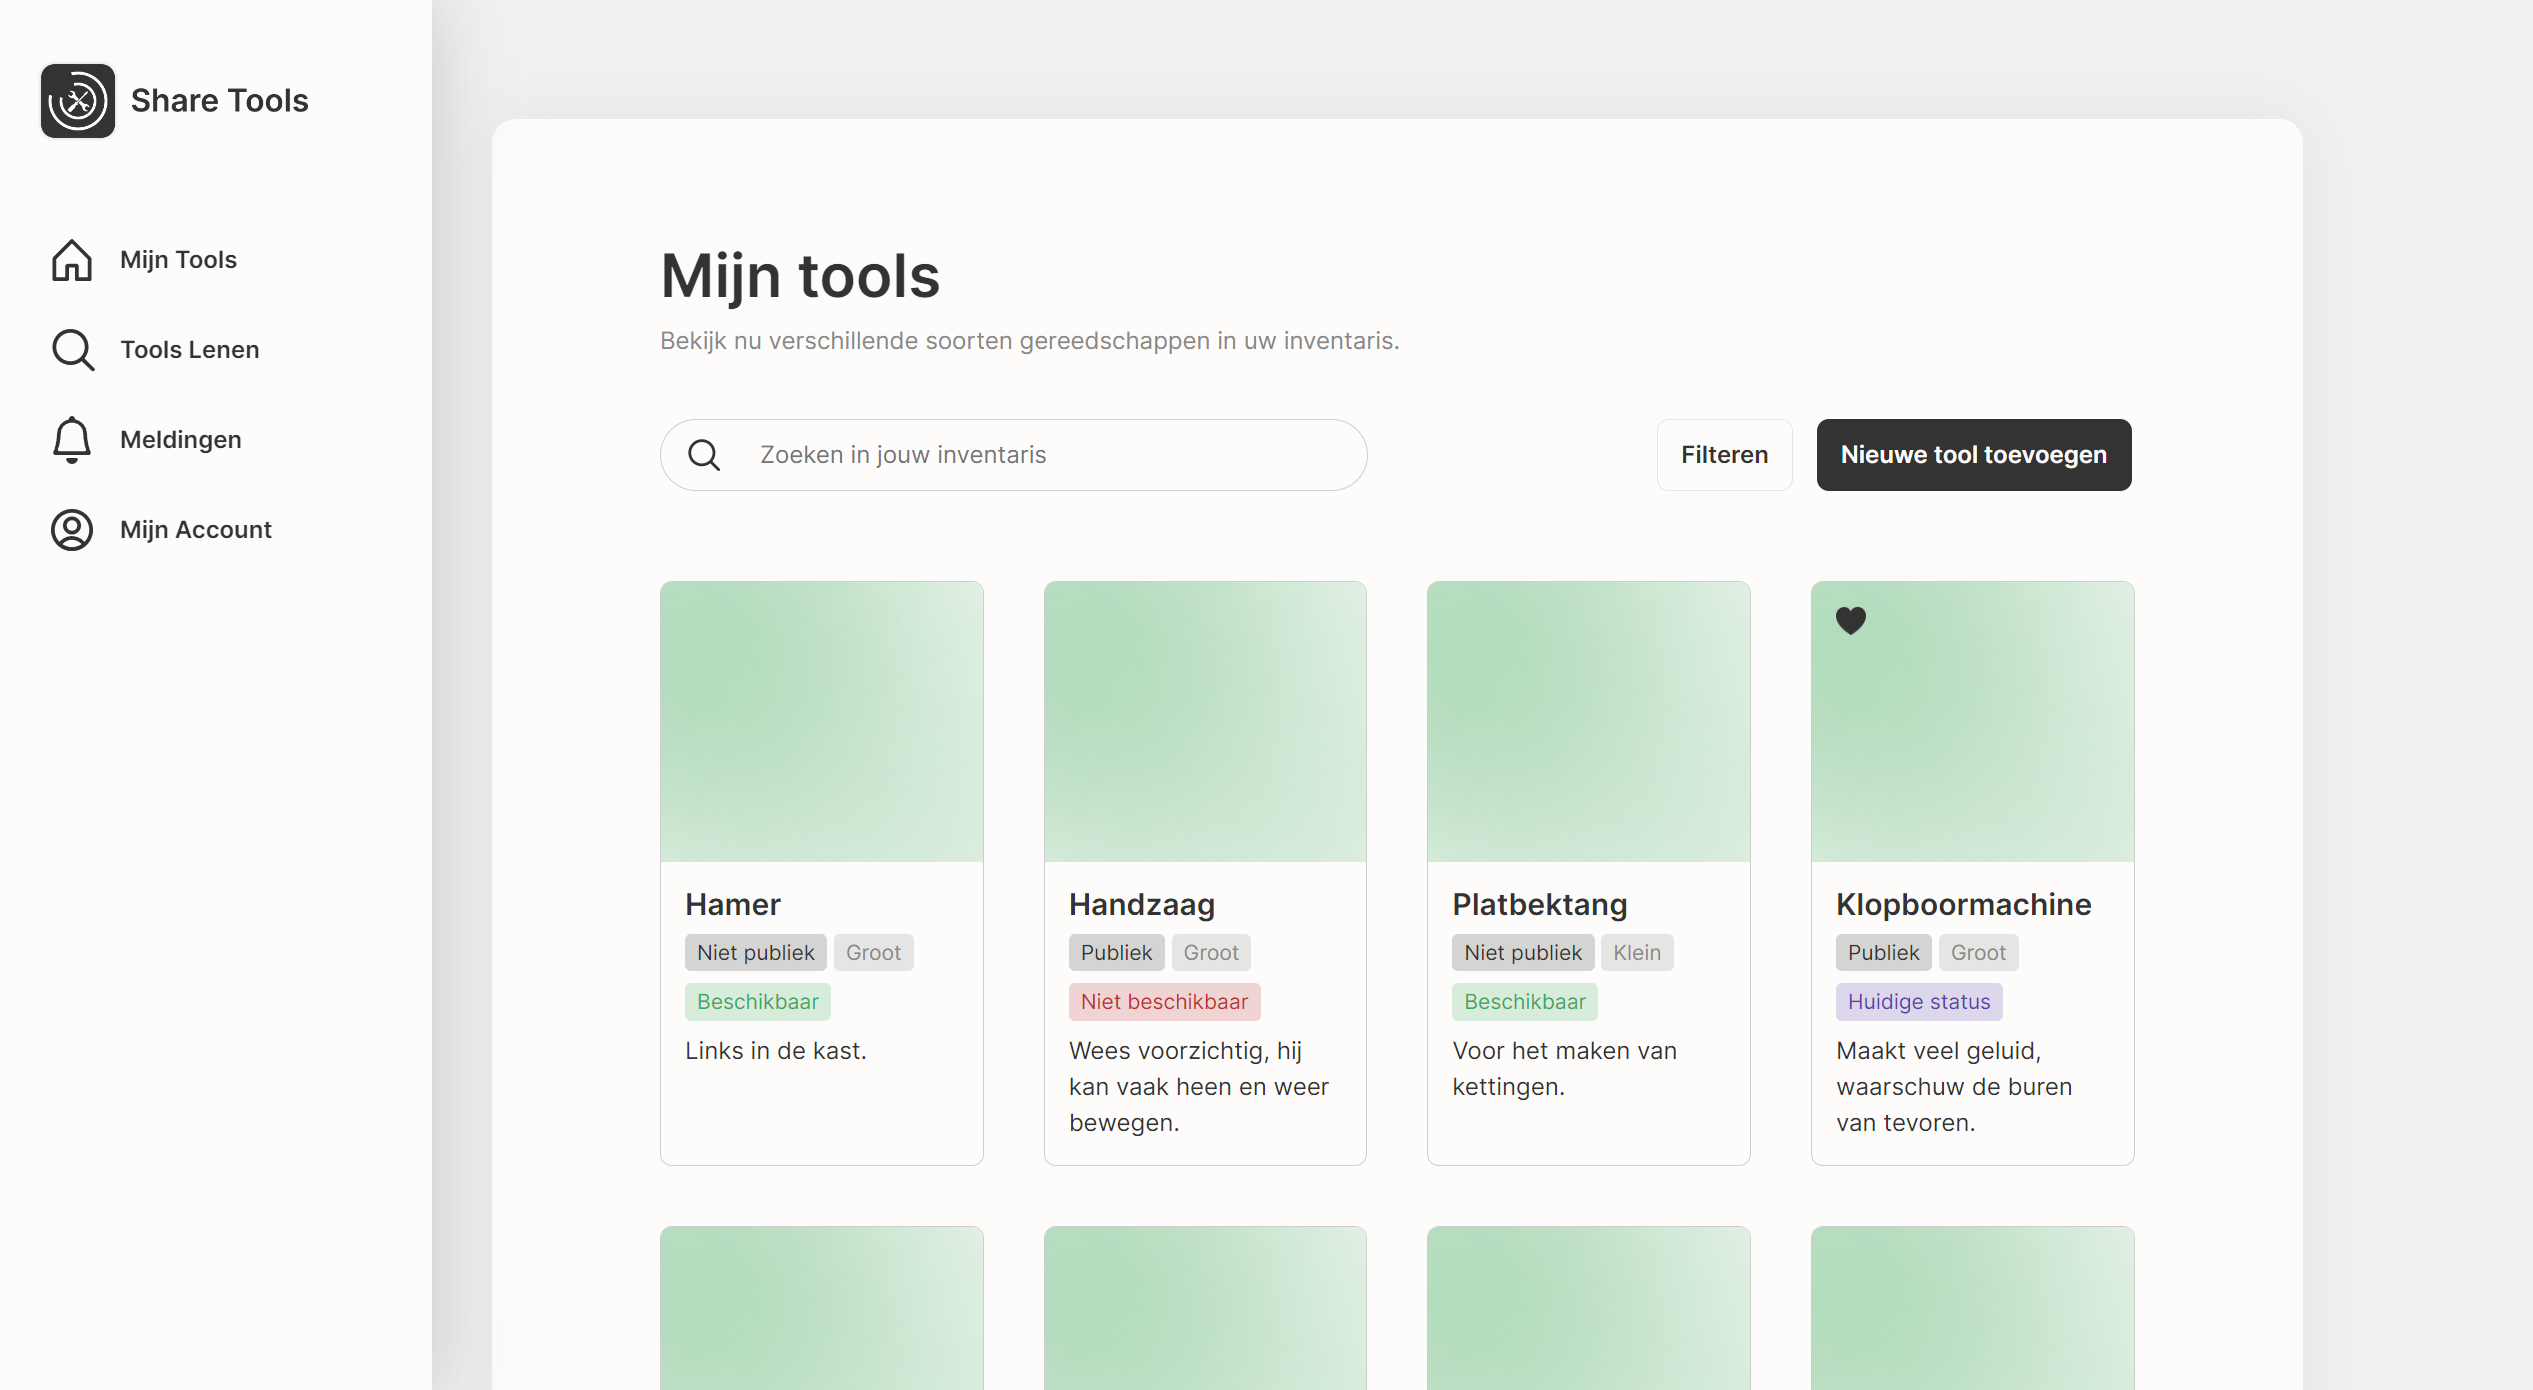 Share Tools
Mijn Tools
Tools Lenen
Meldingen
Mijn Account
Mijn tools
Bekijk nu verschillende soorten gereedschappen in uw inventaris.
Zoeken in jouw inventaris
Filteren
Nieuwe tool toevoegen
Hamer
Niet publiek Groot
Beschikbaar
Links in de kast.
Handzaag
Publiek Groot
Niet beschikbaar
Wees voorzichtig, hij
kan vaak heen en weer
bewegen.
Platbektang
Niet publiek Klein
Beschikbaar
Voor het maken van
kettingen.
Klopboormachine
Publiek Groot
Huidige status
Maakt veel geluid,
waarschuw de buren
van tevoren.